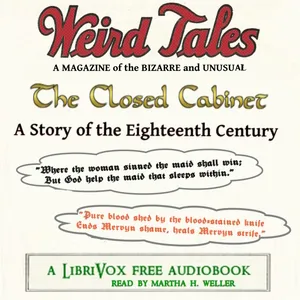 Weird Tales
A MAGAZINE of the BIZARRE and UNUSUAL
The Closed Cabinet
A Story of the Eighteenth Century
"Where the woman sinned the maid shall win;
But God help the maid that sleeps within."
"Pure blood shed by the blood-stained knife
Ends Mervyn shame, heals Mervyn strife."
A LIBRIVOX FREE AUDIOBOOK
READ BY MARTHA H. WELLER